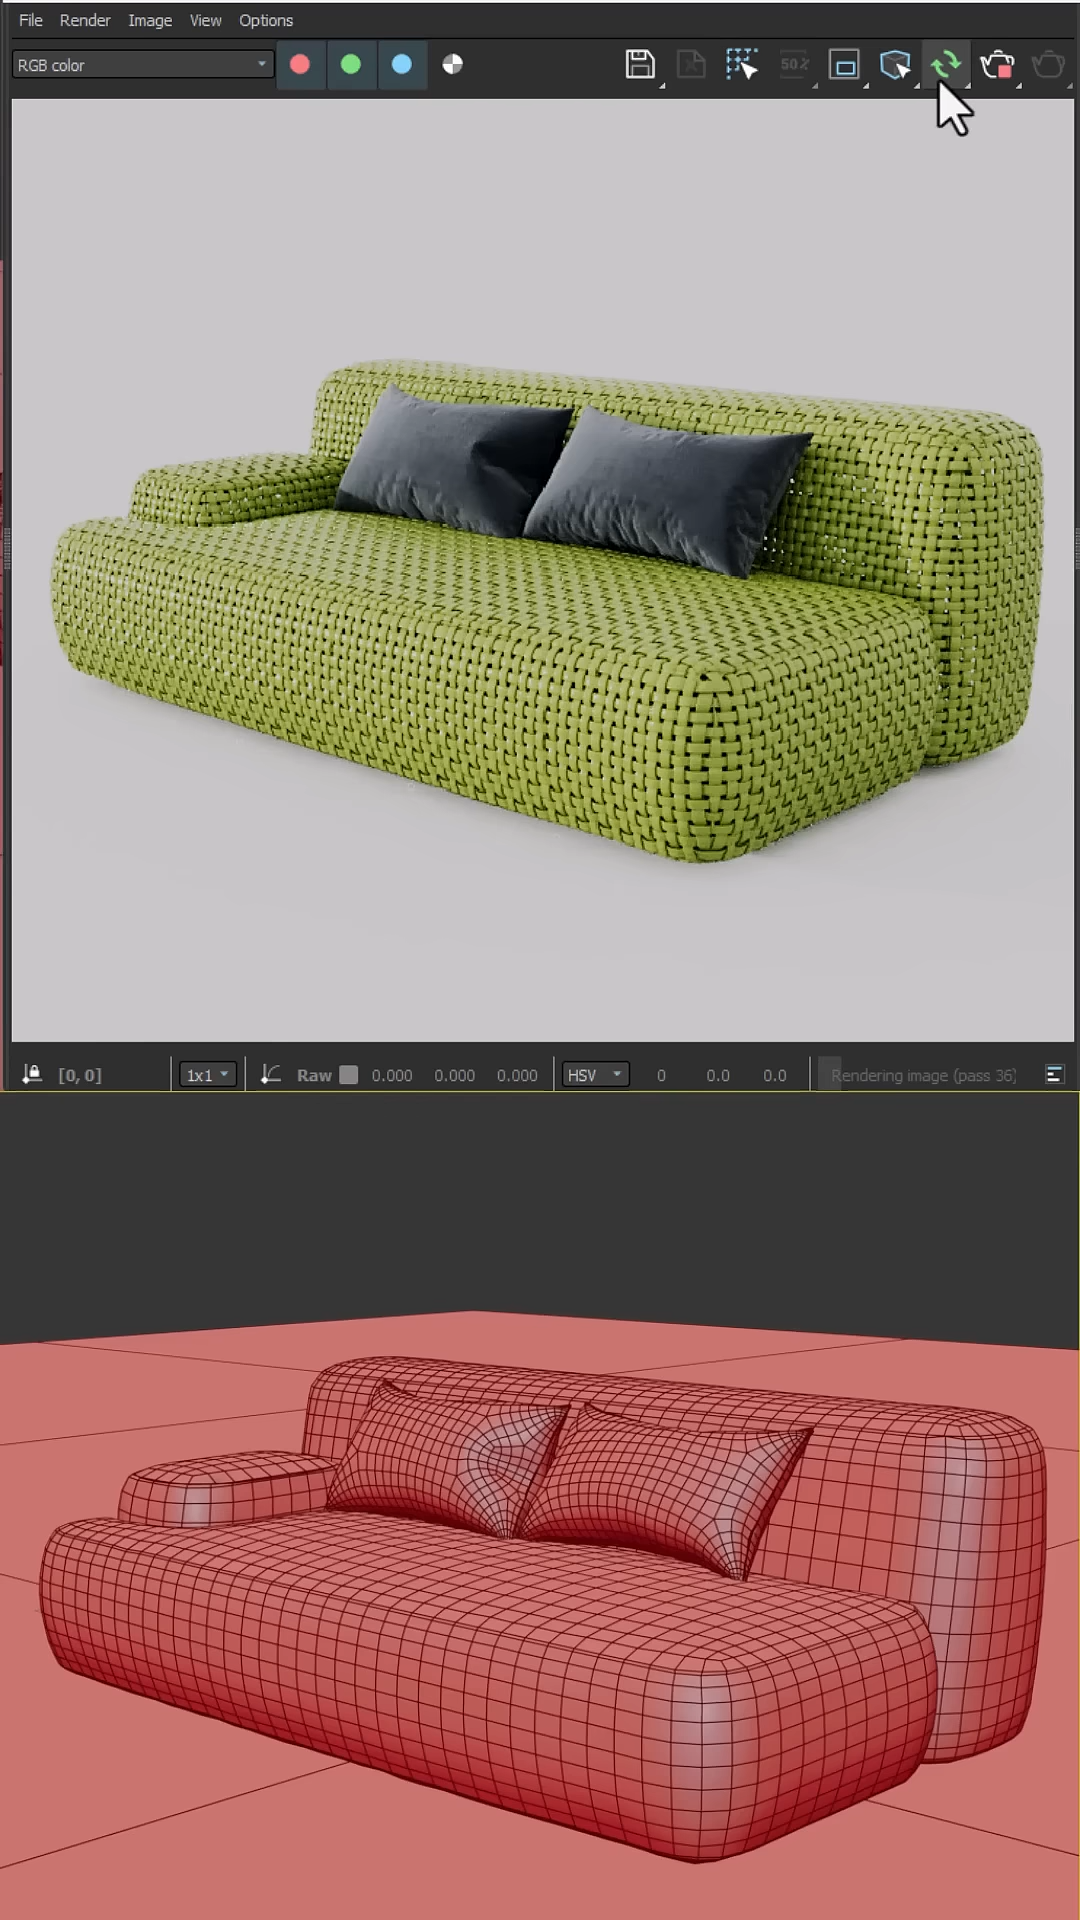 File Render Image View Options
RGB color
50%
[0, 0] 1x1 Raw 0.000 0.000 0.000 HSV 0 0.0 0.0 Rendering image (pass 36)